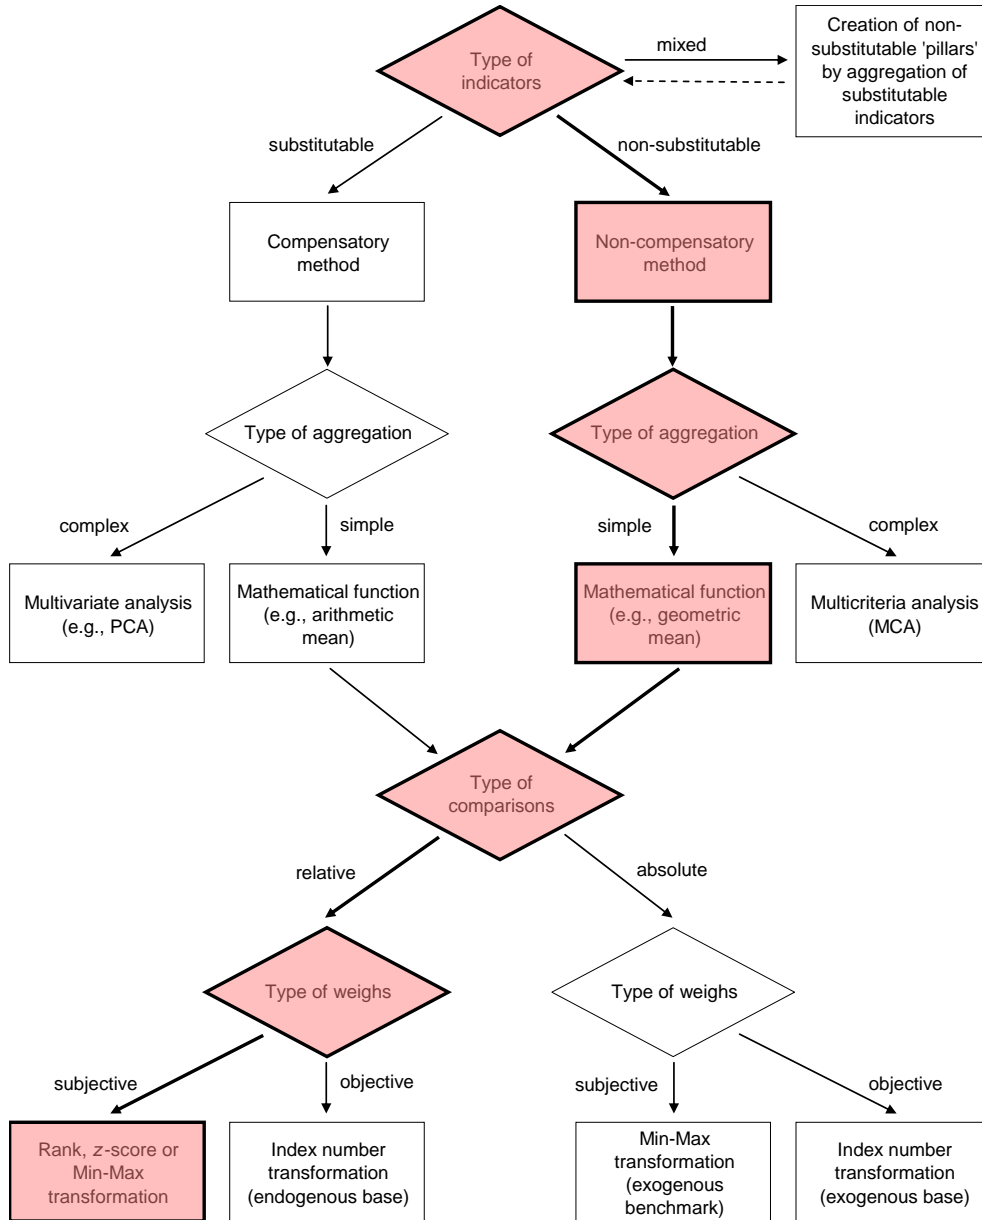 Type of
indicators
mixed
Creation of non-
substitutable 'pillars'
by aggregation of
substitutable
indicators
substitutable
non-substitutable
Compensatory
method
Non-compensatory
method
Type of aggregation
Type of aggregation
complex
simple
simple
complex
Multivariate analysis
(e.g., PCA)
Mathematical function
(e.g., arithmetic
mean)
Mathematical function
(e.g., geometric
mean)
Multicriteria analysis
(MCA)
Type of
comparisons
relative
absolute
Type of weighs
Type of weighs
subjective
objective
subjective
objective
Rank, z-score or
Min-Max
transformation
Index number
transformation
(endogenous base)
Min-Max
transformation
(exogenous
benchmark)
Index number
transformation
(exogenous base)